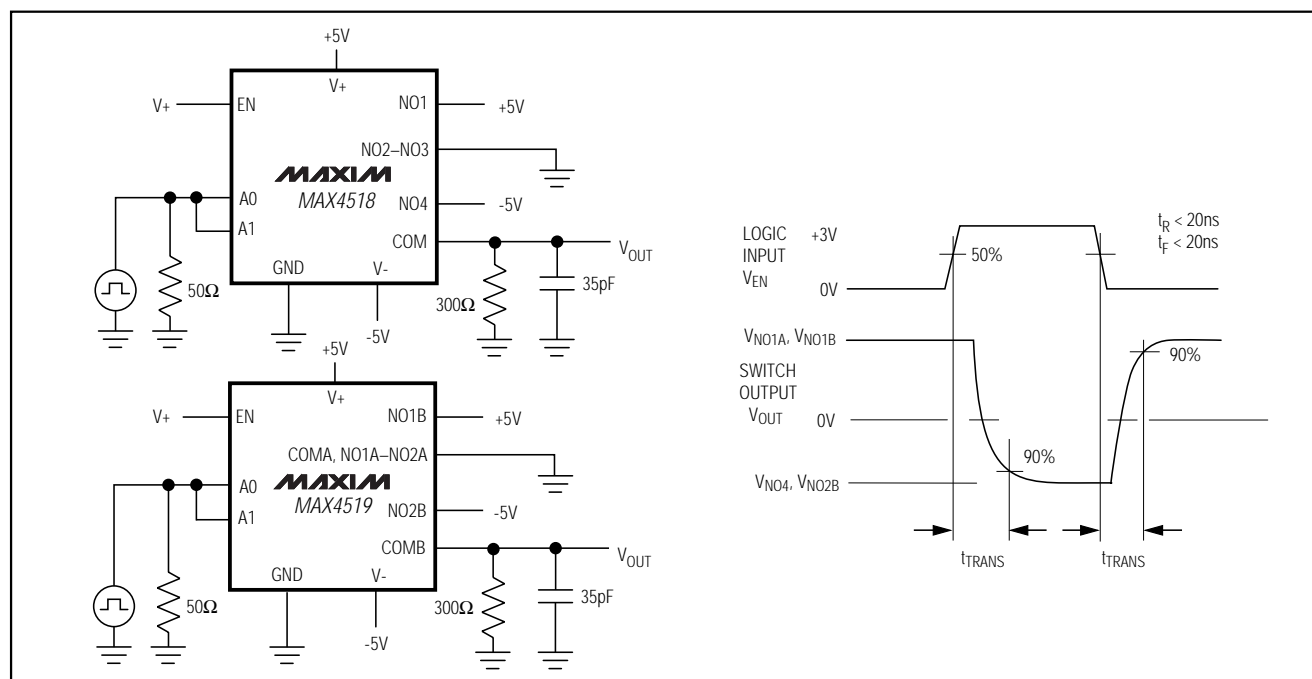 +5V
V+
V+
EN
NO1
+5V
NO2–NO3
MAXIM
MAX4518
A0
A1
NO4
-5V
COM
VOUT
GND
V-
50Ω
300Ω
35pF
-5V
+5V
V+
V+
EN
NO1B
+5V
COMA, NO1A–NO2A
MAXIM
MAX4519
A0
A1
NO2B
-5V
COMB
VOUT
GND
V-
50Ω
300Ω
35pF
-5V
LOGIC
INPUT
VEN
+3V
50%
0V
tR < 20ns
tF < 20ns
VNO1A, VNO1B
90%
SWITCH
OUTPUT
VOUT
0V
90%
VNO4, VNO2B
tTRANS
tTRANS